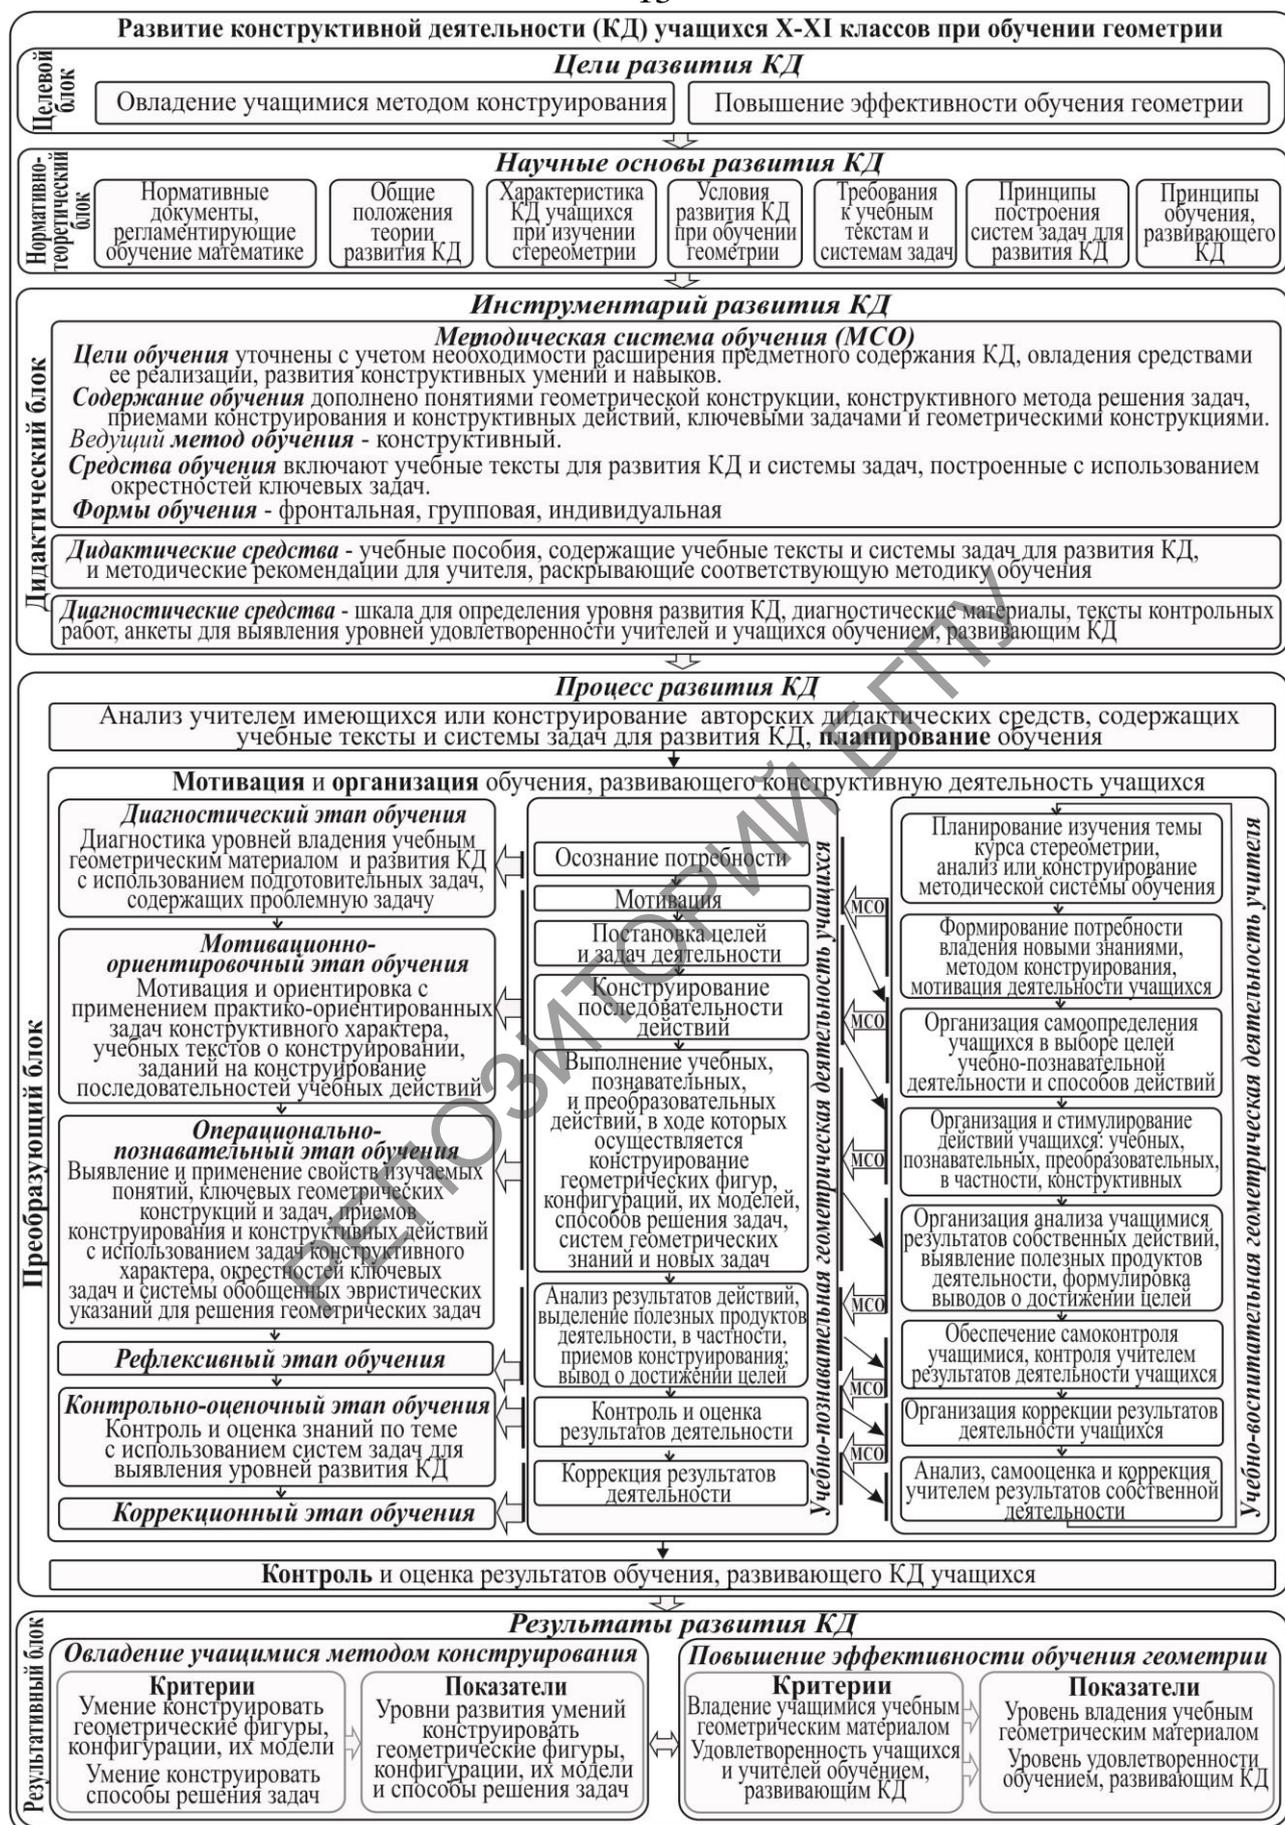 Развитие конструктивной деятельности (КД) учащихся X-XI классов при обучении геометрии
Целевой
блок
Цели развития КД
Овладение учащимися методом конструирования
Повышение эффективности обучения геометрии
Нормативно-
теоретический
блок
Научные основы развития КД
Нормативные
документы,
регламентирующие
обучение математике
Общие
положения
теории
развития КД
Характеристика
КД учащихся
при изучении
стереометрии
Условия
развития КД
при обучении
геометрии
Требования
к учебным
текстам и
системам задач
Принципы
построения
систем задач для
развития КД
Принципы
обучения,
развивающего
КД
Дидактический блок
Инструментарий развития КД
Методическая система обучения (МСО)
Цели обучения уточнены с учетом необходимости расширения предметного содержания КД, овладения средствами
ее реализации, развития конструктивных умений и навыков.
Содержание обучения дополнено понятиями геометрической конструкции, конструктивного метода решения задач,
приемами конструирования и конструктивных действий, ключевыми задачами и геометрическими конструкциями.
Ведущий метод обучения - конструктивный.
Средства обучения включают учебные тексты для развития КД и системы задач, построенные с использованием
окрестностей ключевых задач.
Формы обучения - фронтальная, групповая, индивидуальная
Дидактические средства - учебные пособия, содержащие учебные тексты и системы задач для развития КД,
и методические рекомендации для учителя, раскрывающие соответствующую методику обучения
Диагностические средства - шкала для определения уровня развития КД, диагностические материалы, тексты контрольных
работ, анкеты для выявления уровней удовлетворенности учителей и учащихся обучением, развивающим КД
Преобразующий блок
Процесс развития КД
Анализ учителем имеющихся или конструирование авторских дидактических средств, содержащих
учебные тексты и системы задач для развития КД, планирование обучения
Мотивация и организация обучения, развивающего конструктивную деятельность учащихся
Диагностический этап обучения
Диагностика уровней владения учебным
геометрическим материалом и развития КД
с использованием подготовительных задач,
содержащих проблемную задачу
Мотивационно-
ориентировочный этап обучения
Мотивация и ориентировка с
применением практико-ориентированных
задач конструктивного характера,
учебных текстов о конструировании,
заданий на конструирование
последовательностей учебных действий
Операционально-
познавательный этап обучения
Выявление и применение свойств изучаемых
понятий, ключевых геометрических
конструкций и задач, приемов
конструирования и конструктивных действий
с использованием задач конструктивного
характера, окрестностей ключевых
задач и системы обобщенных эвристических
указаний для решения геометрических задач
Рефлексивный этап обучения
Контрольно-оценочный этап обучения
Контроль и оценка знаний по теме
с использованием систем задач для
выявления уровней развития КД
Коррекционный этап обучения
Осознание потребности
Мотивация
Постановка целей
и задач деятельности
Конструирование
последовательности
действий
Выполнение учебных,
познавательных,
и преобразовательных
действий, в ходе которых
осуществляется
конструирование
геометрических фигур,
конфигураций, их моделей,
способов решения задач,
систем геометрических
знаний и новых задач
Анализ результатов действий,
выделение полезных продуктов
деятельности, в частности,
приемов конструирования;
вывод о достижении целей
Контроль и оценка
результатов деятельности
Коррекция результатов
деятельности
Учебно-познавательная геометрическая деятельность учащихся
МСО
МСО
МСО
МСО
МСО
МСО
Планирование изучения темы
курса стереометрии,
анализ или конструирование
методической системы обучения
Формирование потребности
владения новыми знаниями,
методом конструирования,
мотивация деятельности учащихся
Организация самоопределения
учащихся в выборе целей
учебно-познавательной
деятельности и способов действий
Организация и стимулирование
действий учащихся: учебных,
познавательных, преобразовательных,
в частности, конструктивных
Организация анализа учащимися
результатов собственных действий,
выявление полезных продуктов
деятельности, формулировка
выводов о достижении целей
Обеспечение самоконтроля
учащимися, контроля учителем
результатов деятельности учащихся
Организация коррекции результатов
деятельности учащихся
Анализ, самооценка и коррекция
учителем результатов собственной
деятельности
Учебно-воспитательная геометрическая деятельность учителя
Контроль и оценка результатов обучения, развивающего КД учащихся
РЕПОЗИТОРИЙ БГПУ
Результативный блок
Результаты развития КД
Овладение учащимися методом конструирования
Критерии
Умение конструировать
геометрические фигуры,
конфигурации, их модели
Умение конструировать
способы решения задач
Показатели
Уровни развития умений
конструировать
геометрические фигуры,
конфигурации, их модели
и способы решения задач
Повышение эффективности обучения геометрии
Критерии
Владение учащимися учебным
геометрическим материалом
Удовлетворенность учащихся
и учителей обучением,
развивающим КД
Показатели
Уровень владения учебным
геометрическим материалом
Уровень удовлетворенности
обучением, развивающим КД